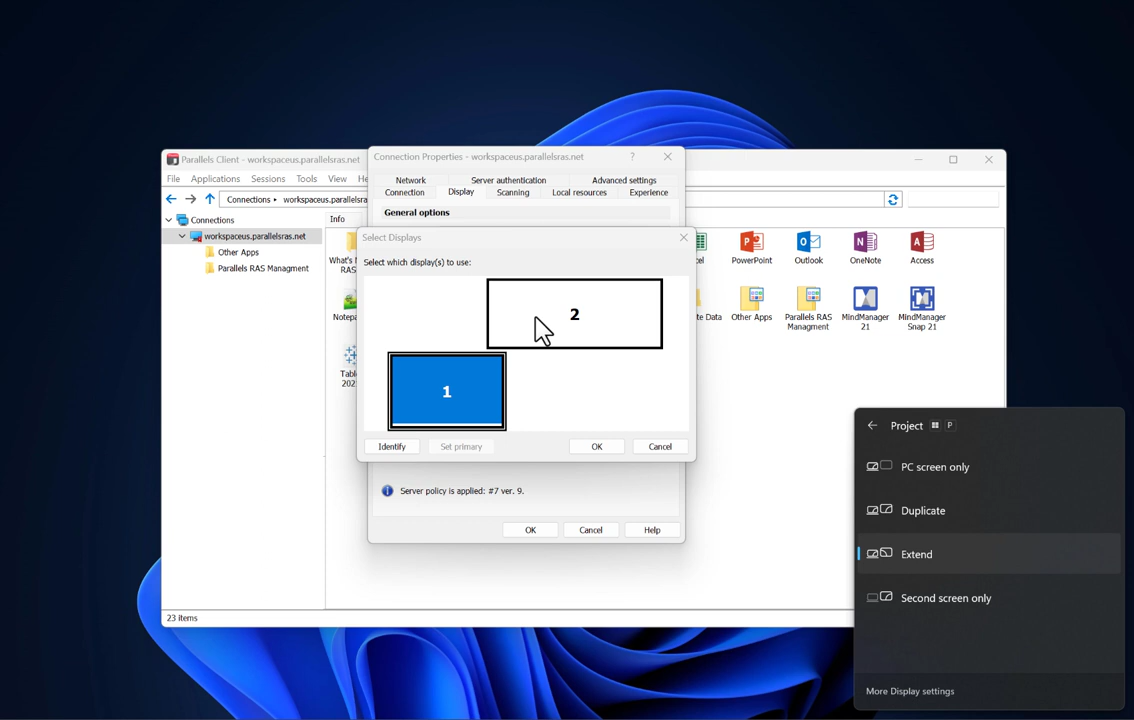 Parallels Client - workspaceus.parallelsras.net
File Applications Sessions Tools View He
Connections ▸ workspaceus.parallelsra
Connections
workspaceus.parallelsras.net
Other Apps
Parallels RAS Managment
Info
What's
RAS
Notepa
Tabl
202
cel
PowerPoint
Outlook
OneNote
Access
te Data
Other Apps
Parallels RAS
Managment
MindManager
21
MindManager
Snap 21
23 items
Connection Properties - workspaceus.parallelsras.net
?
Network Server authentication Advanced settings
Connection Display Scanning Local resources Experience
General options
Select Displays
Select which display(s) to use:
2
1
Identify Set primary OK Cancel
Server policy is applied: #7 ver. 9.
OK Cancel Help
Project P
PC screen only
Duplicate
Extend
Second screen only
More Display settings